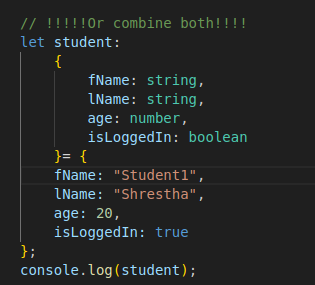 // !!!!!Or combine both!!!!
let student:
    {
        fName: string,
        lName: string,
        age: number,
        isLoggedIn: boolean
    }= {
    fName: "Student1",
    lName: "Shrestha",
    age: 20,
    isLoggedIn: true
};
console.log(student);